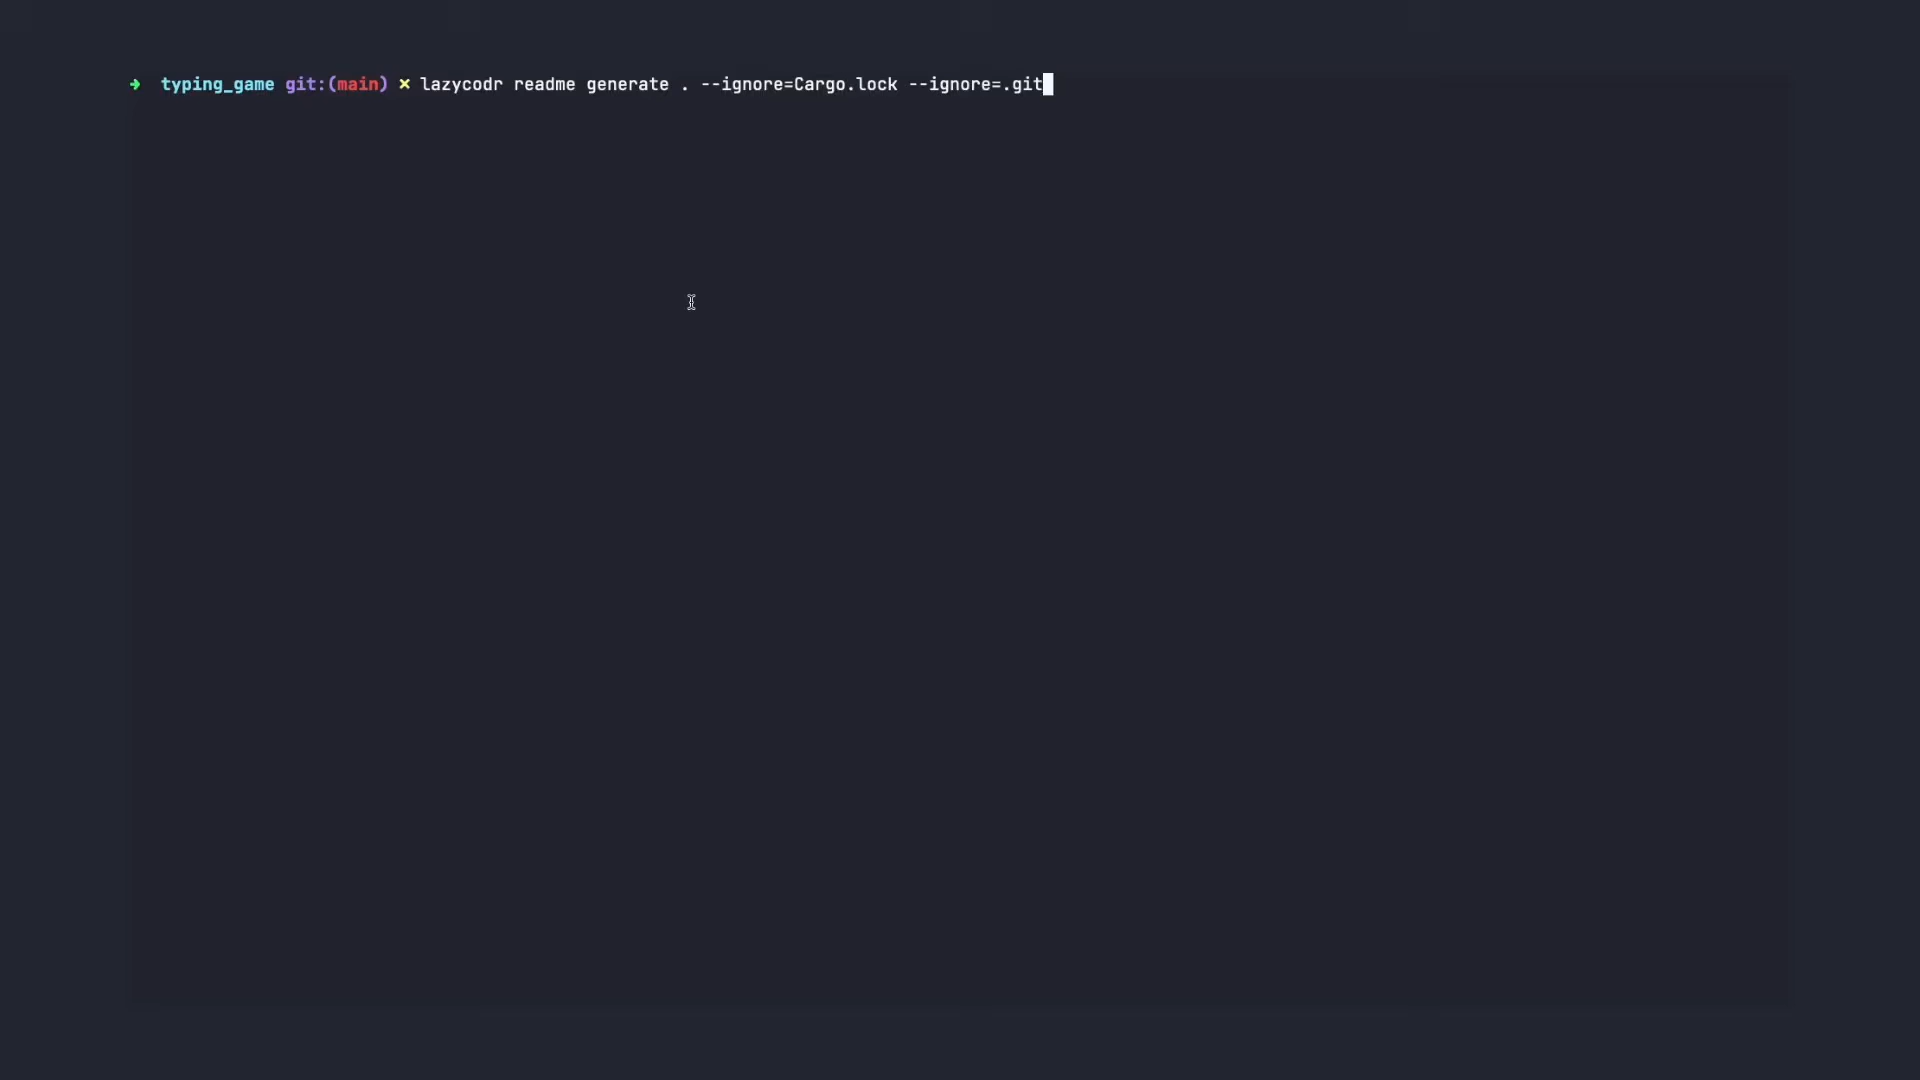 ➜ typing_game git:(main) ✗ lazycodr readme generate . --ignore=Cargo.lock --ignore=.git